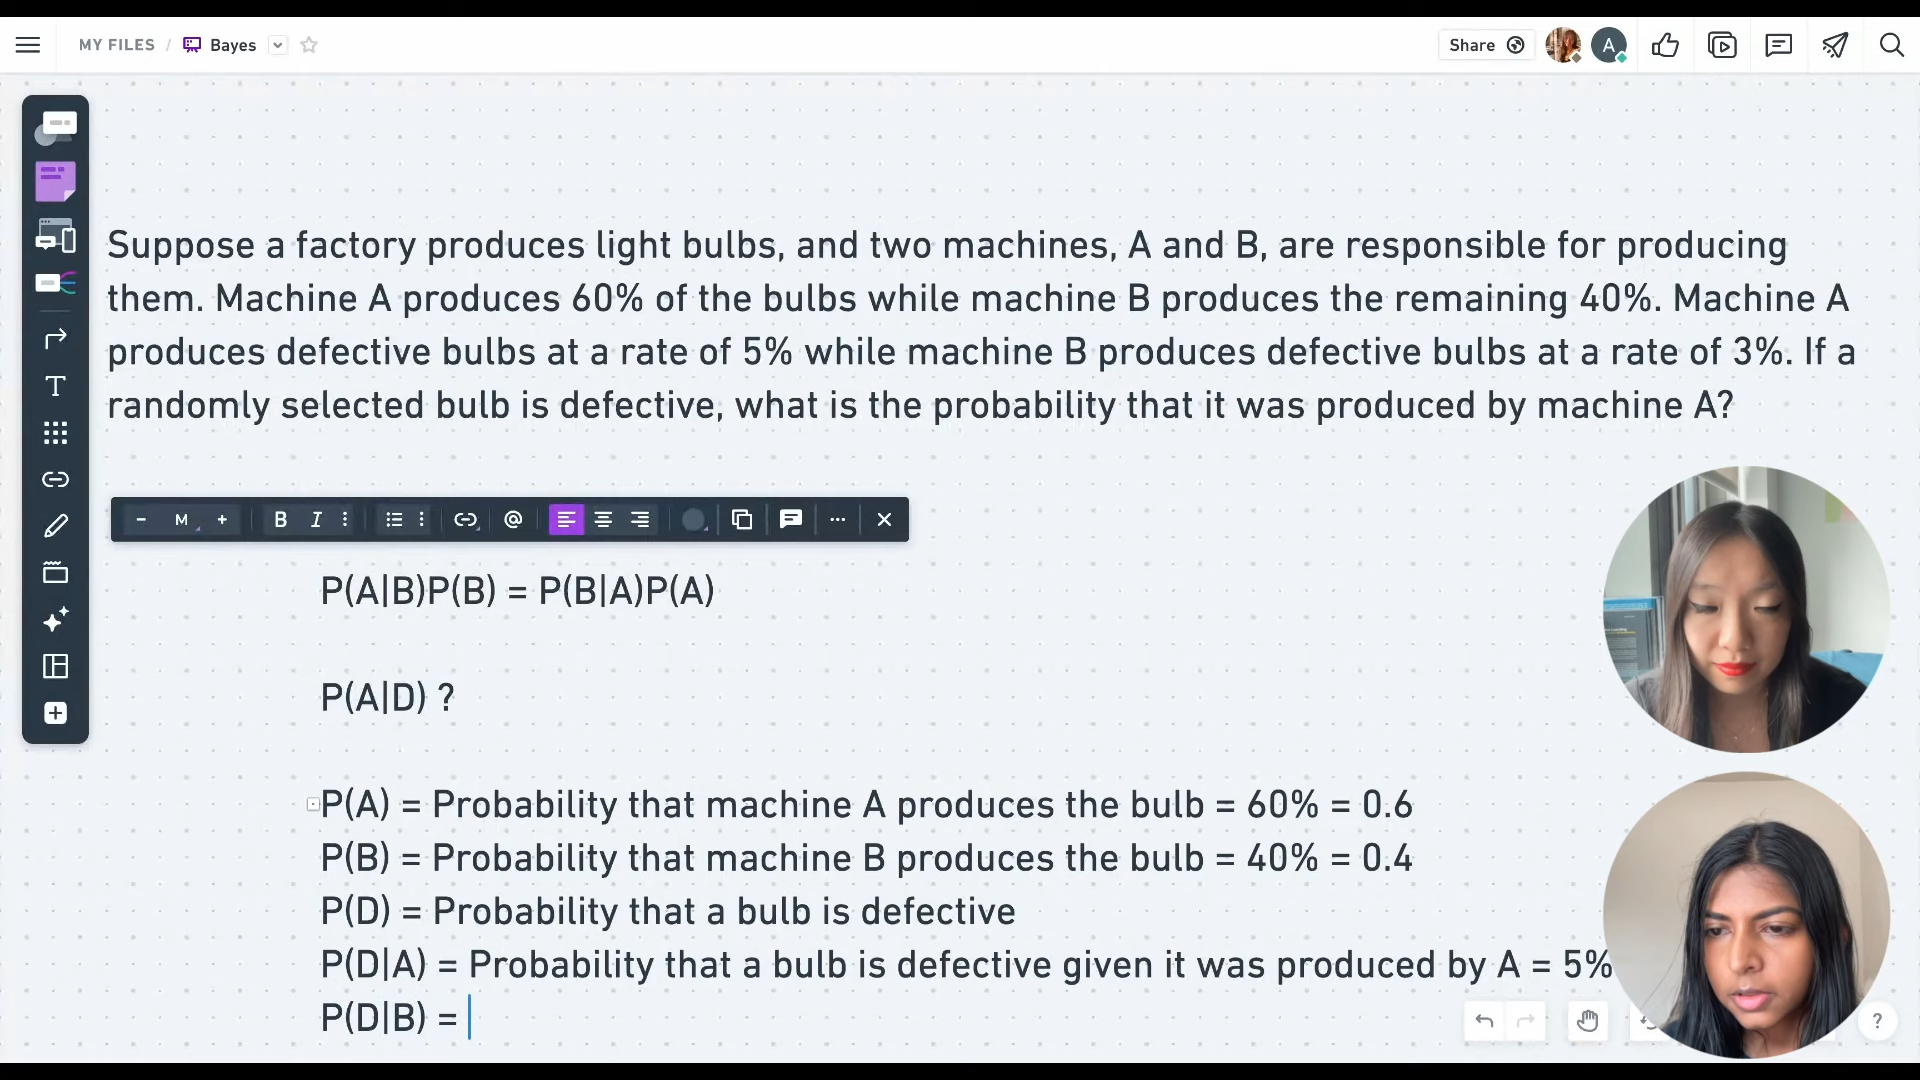 MY FILES / Bayes
Share
A
Suppose a factory produces light bulbs, and two machines, A and B, are responsible for producing
them. Machine A produces 60% of the bulbs while machine B produces the remaining 40%. Machine A
produces defective bulbs at a rate of 5% while machine B produces defective bulbs at a rate of 3%. If a
randomly selected bulb is defective, what is the probability that it was produced by machine A?
T
− M + B I @ ...
P(A|B)P(B) = P(B|A)P(A)
P(A|D) ?
P(A) = Probability that machine A produces the bulb = 60% = 0.6
P(B) = Probability that machine B produces the bulb = 40% = 0.4
P(D) = Probability that a bulb is defective
P(D|A) = Probability that a bulb is defective given it was produced by A = 5%
P(D|B) =
?